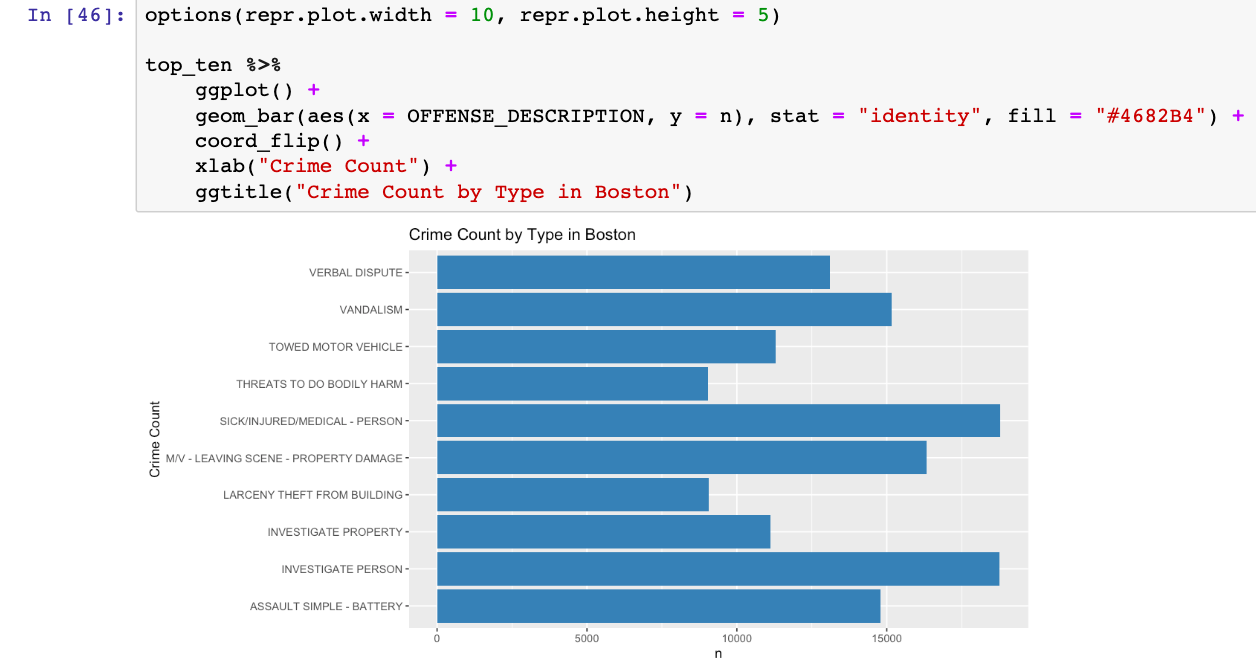 In [46]:
options(repr.plot.width = 10, repr.plot.height = 5)
top_ten %>%
ggplot() +
geom_bar(aes(x = OFFENSE_DESCRIPTION, y = n), stat = "identity", fill = "#4682B4") +
coord_flip() +
xlab("Crime Count") +
ggtitle("Crime Count by Type in Boston")
Crime Count by Type in Boston
VERBAL DISPUTE
VANDALISM
TOWED MOTOR VEHICLE
THREATS TO DO BODILY HARM
SICK/INJURED/MEDICAL - PERSON
M/V - LEAVING SCENE - PROPERTY DAMAGE
LARCENY THEFT FROM BUILDING
INVESTIGATE PROPERTY
INVESTIGATE PERSON
ASSAULT SIMPLE - BATTERY
Crime Count
0 5000 10000 15000
n